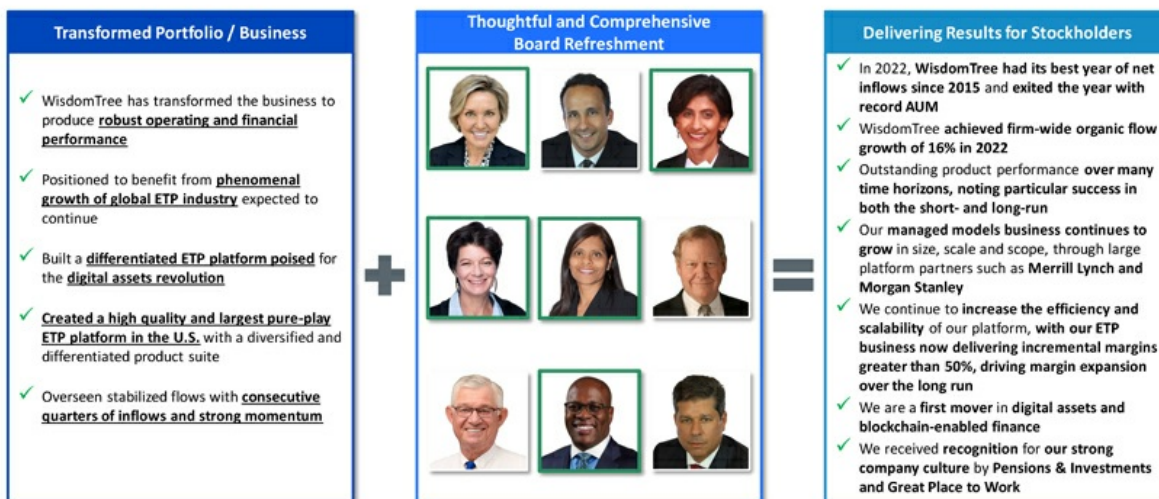 Transformed Portfolio / Business
WisdomTree has transformed the business to
produce robust operating and financial
performance
Positioned to benefit from phenomenal
growth of global ETP industry expected to
continue
Built a differentiated ETP platform poised for
the digital assets revolution
Created a high quality and largest pure-play
ETP platform in the U.S. with a diversified and
differentiated product suite
Overseen stabilized flows with consecutive
quarters of inflows and strong momentum
Thoughtful and Comprehensive
Board Refreshment
Delivering Results for Stockholders
In 2022, WisdomTree had its best year of net
inflows since 2015 and exited the year with
record AUM
WisdomTree achieved firm-wide organic flow
growth of 16% in 2022
Outstanding product performance over many
time horizons, noting particular success in
both the short- and long-run
Our managed models business continues to
grow in size, scale and scope, through large
platform partners such as Merrill Lynch and
Morgan Stanley
We continue to increase the efficiency and
scalability of our platform, with our ETP
business now delivering incremental margins
greater than 50%, driving margin expansion
over the long run
We are a first mover in digital assets and
blockchain-enabled finance
We received recognition for our strong
company culture by Pensions & Investments
and Great Place to Work